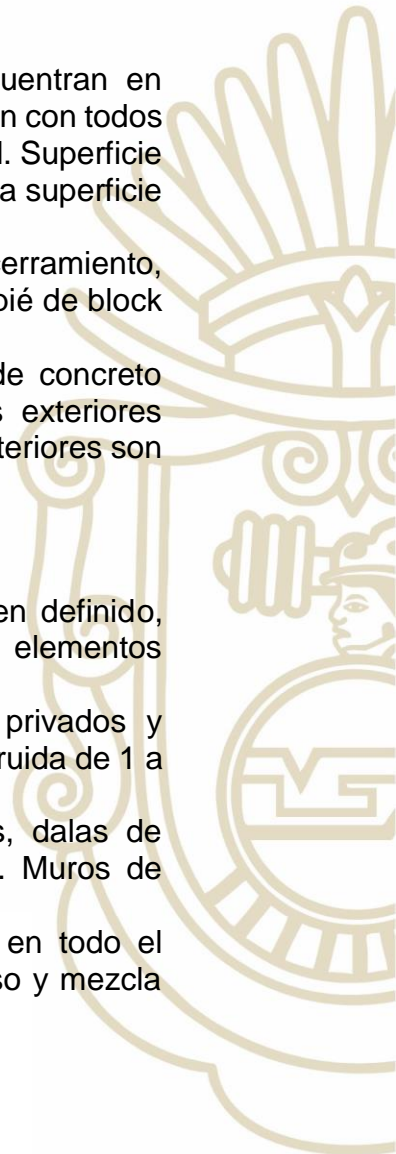 uentran en
n con todos
l. Superficie
a superficie
cerramiento,
pié de block
de concreto
s exteriores
teriores son
en definido,
elementos
privados y
ruida de 1 a
s, dalas de
. Muros de
en todo el
so y mezcla